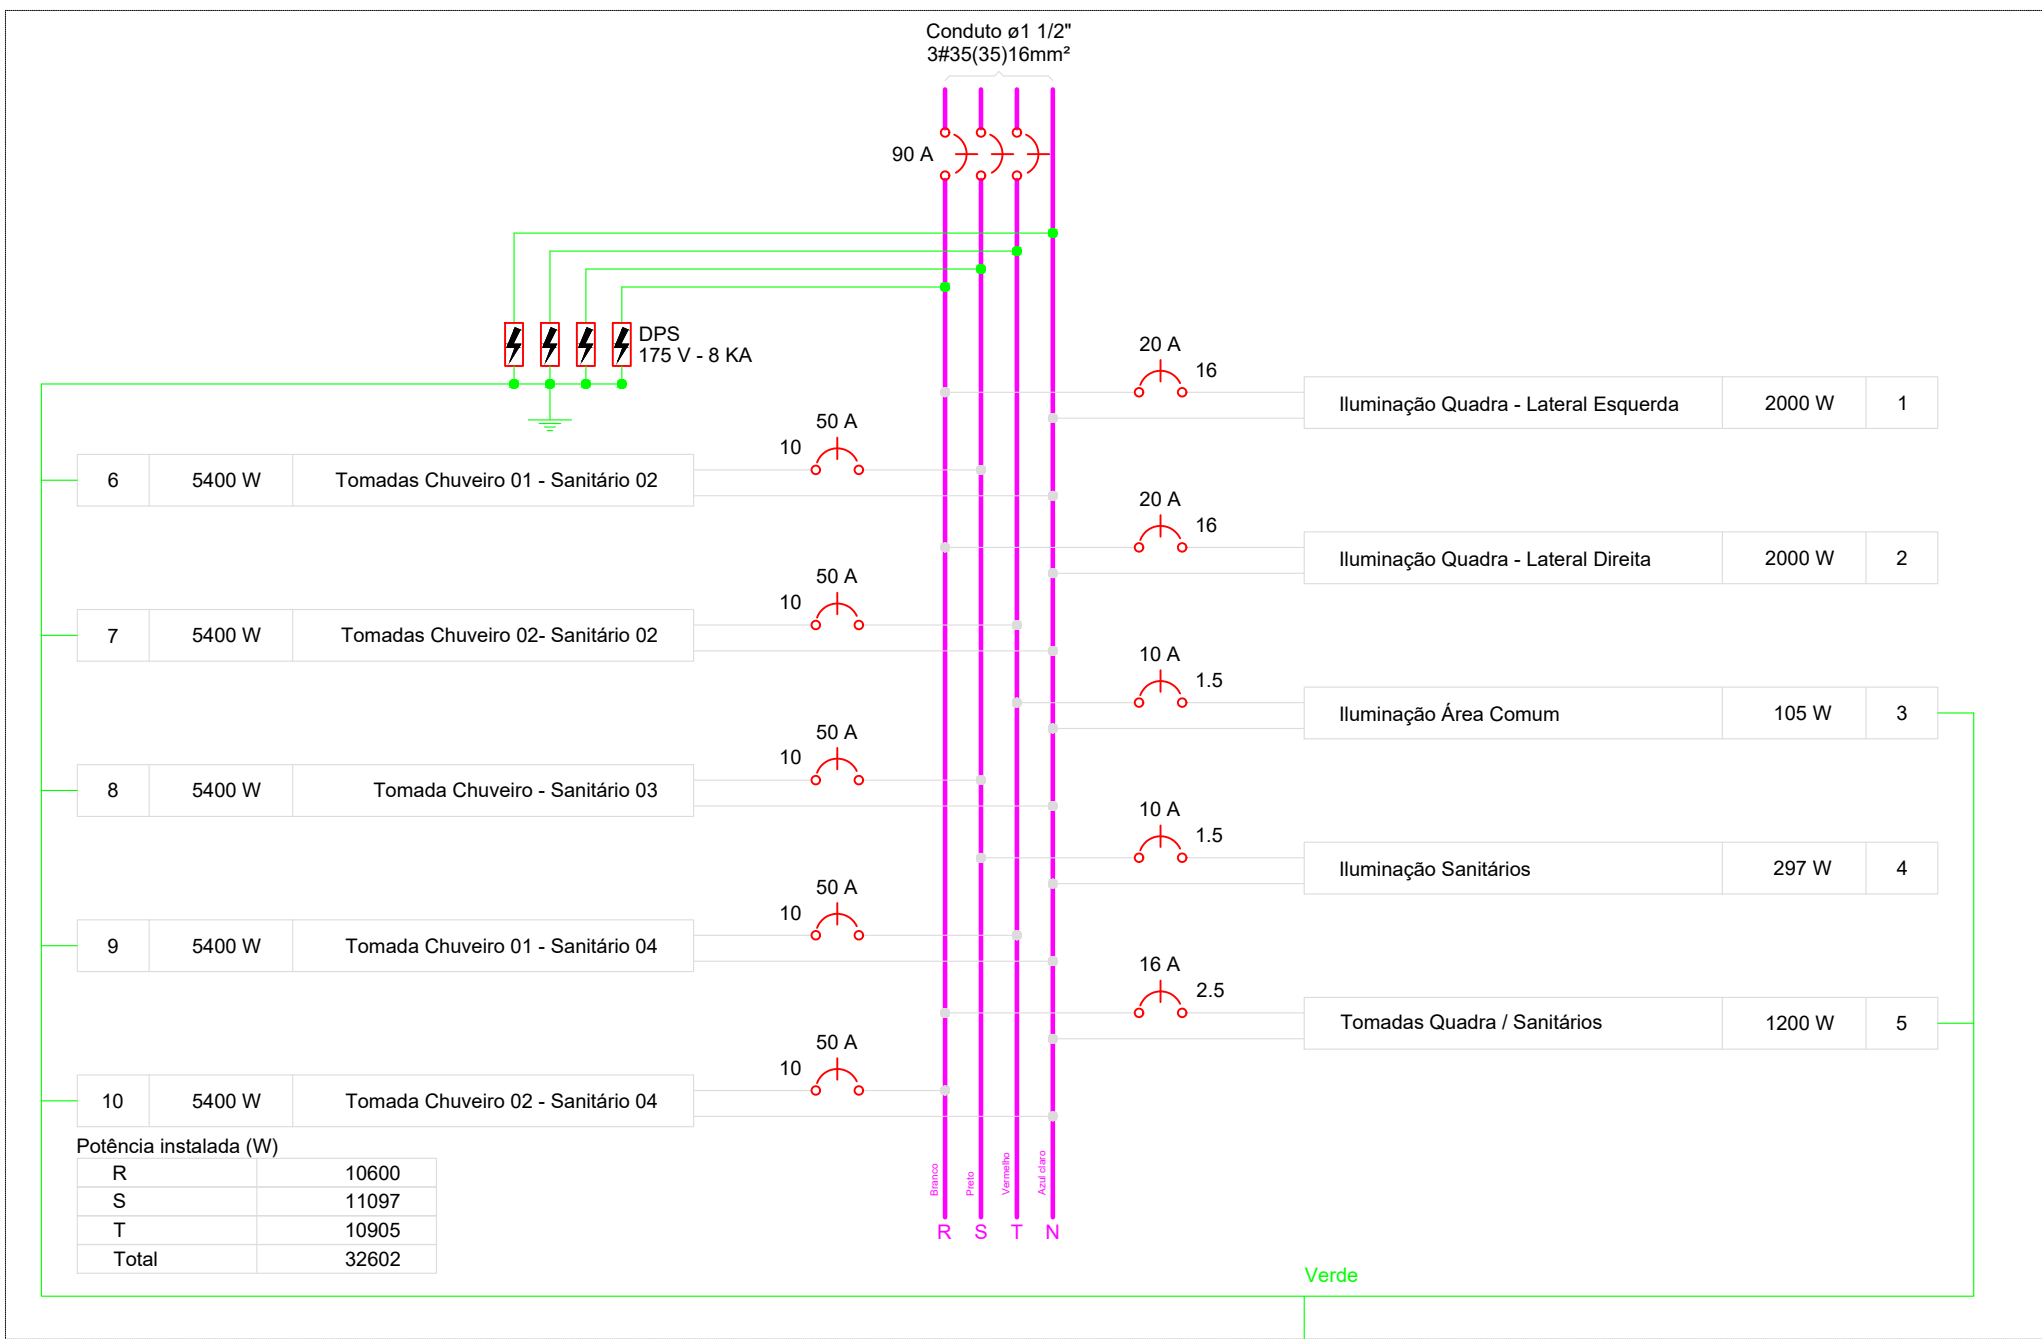 Conduto ø1 1/2"
3#35(35)16mm²
90 A
DPS
175 V - 8 KA
20 A
16
Iluminação Quadra - Lateral Esquerda 2000 W 1
50 A
10
6 5400 W Tomadas Chuveiro 01 - Sanitário 02
20 A
16
Iluminação Quadra - Lateral Direita 2000 W 2
50 A
10
7 5400 W Tomadas Chuveiro 02- Sanitário 02
10 A
1.5
Iluminação Área Comum 105 W 3
50 A
10
8 5400 W Tomada Chuveiro - Sanitário 03
10 A
1.5
Iluminação Sanitários 297 W 4
50 A
10
9 5400 W Tomada Chuveiro 01 - Sanitário 04
16 A
2.5
Tomadas Quadra / Sanitários 1200 W 5
50 A
10
10 5400 W Tomada Chuveiro 02 - Sanitário 04
Potência instalada (W)
R 10600
S 11097
T 10905
Total 32602
Branco
Preto
Vermelho
Azul claro
R S T N
Verde